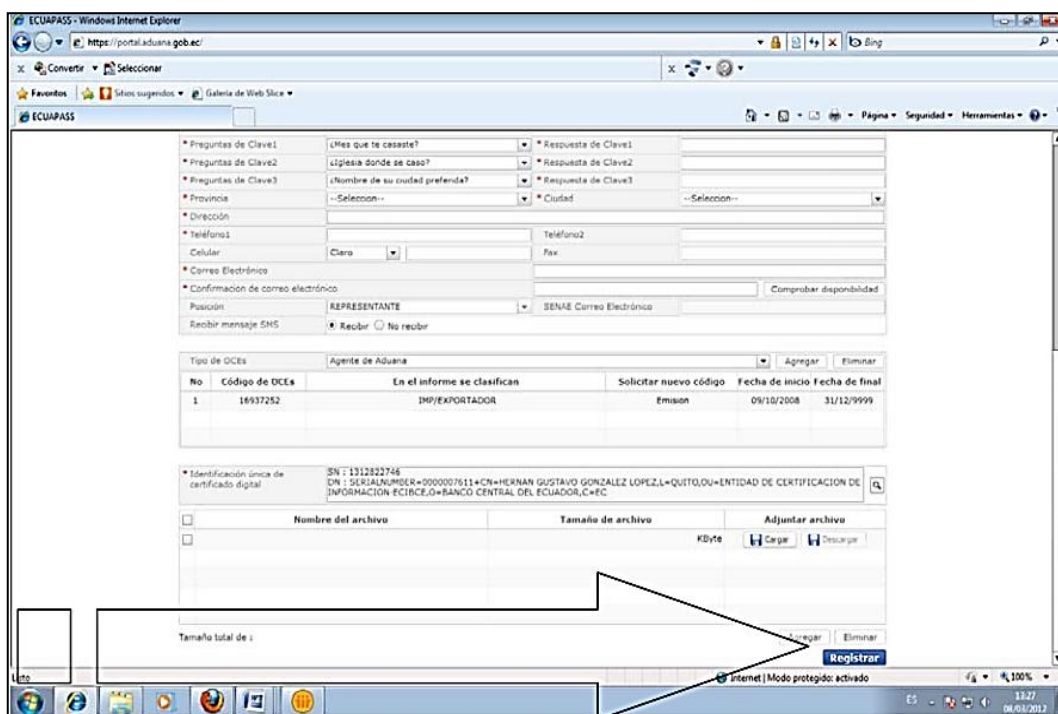 ECUAPASS - Windows Internet Explorer
https://portal.aduana.gob.ec/
Bing
x Convertir Seleccionar x
Favoritos Sitios sugeridos Galería de Web Slice
ECUAPASS Página Seguridad Herramientas
* Preguntas de Clave1 ¿Mes que te casaste? * Respuesta de Clave1
* Preguntas de Clave2 ¿Iglesia donde se caso? * Respuesta de Clave2
* Preguntas de Clave3 ¿Nombre de su ciudad preferida? * Respuesta de Clave3
* Provincia --Seleccion-- * Ciudad --Seleccion--
* Dirección
* Teléfono1 Teléfono2
Celular Claro Fax
* Correo Electrónico
* Confirmacion de correo electrónico Comprobar disponibilidad
Posición REPRESENTANTE SENAE Correo Electrónico
Recibir mensaje SMS Recibir No recibir
Tipo de OCEs Agente de Aduana Agregar Eliminar
No Código de OCEs En el informe se clasifican Solicitar nuevo código Fecha de inicio Fecha de final
1 16937252 IMP/EXPORTADOR Emision 09/10/2008 31/12/9999
* Identificación única de certificado digital
SN : 1312822746
DN : SERIALNUMBER=0000007611+CN=HERNAN GUSTAVO GONZALEZ LOPEZ,L=QUITO,OU=ENTIDAD DE CERTIFICACION DE
INFORMACION-ECIBCE,O=BANCO CENTRAL DEL ECUADOR,C=EC
Nombre del archivo Tamaño de archivo Adjuntar archivo
KByte Cargar Descargar
Tamaño total de : Agregar Eliminar
Registrar
Listo Internet | Modo protegido: activado 100%
ES 13:27
08/03/2012